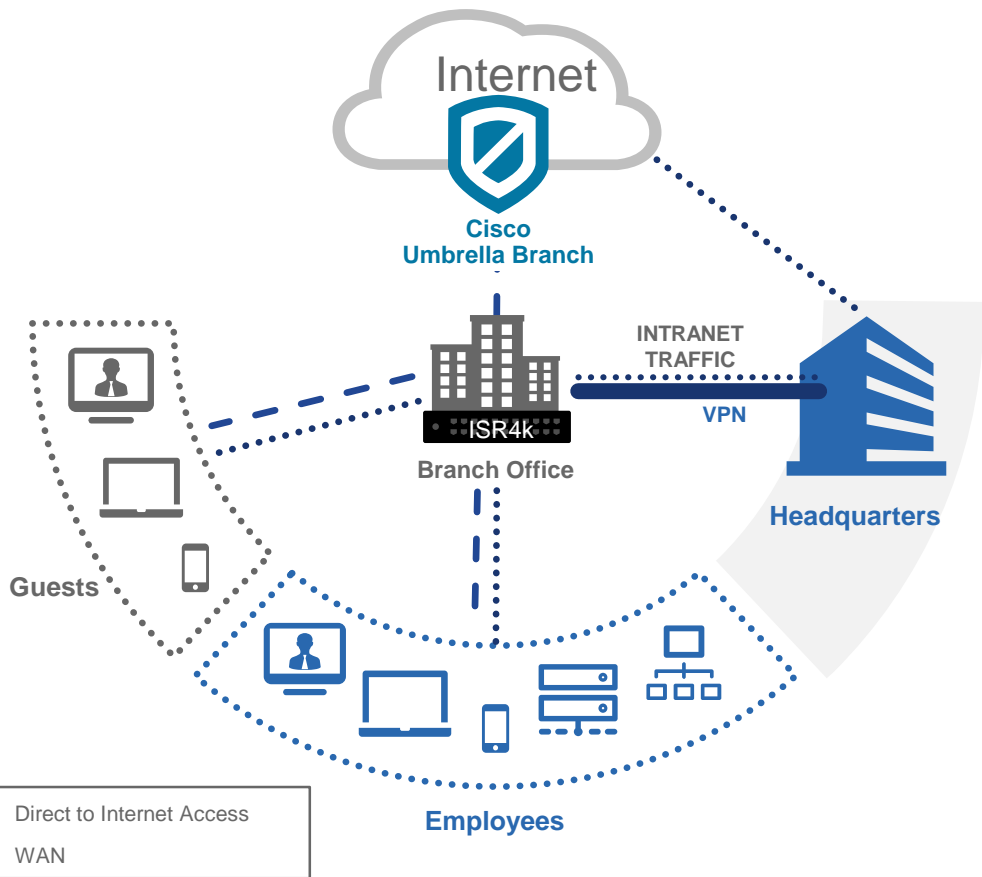 Internet
Cisco
Umbrella Branch
INTRANET
TRAFFIC
VPN
ISR4k
Branch Office
Headquarters
Guests
Employees
Direct to Internet Access
WAN